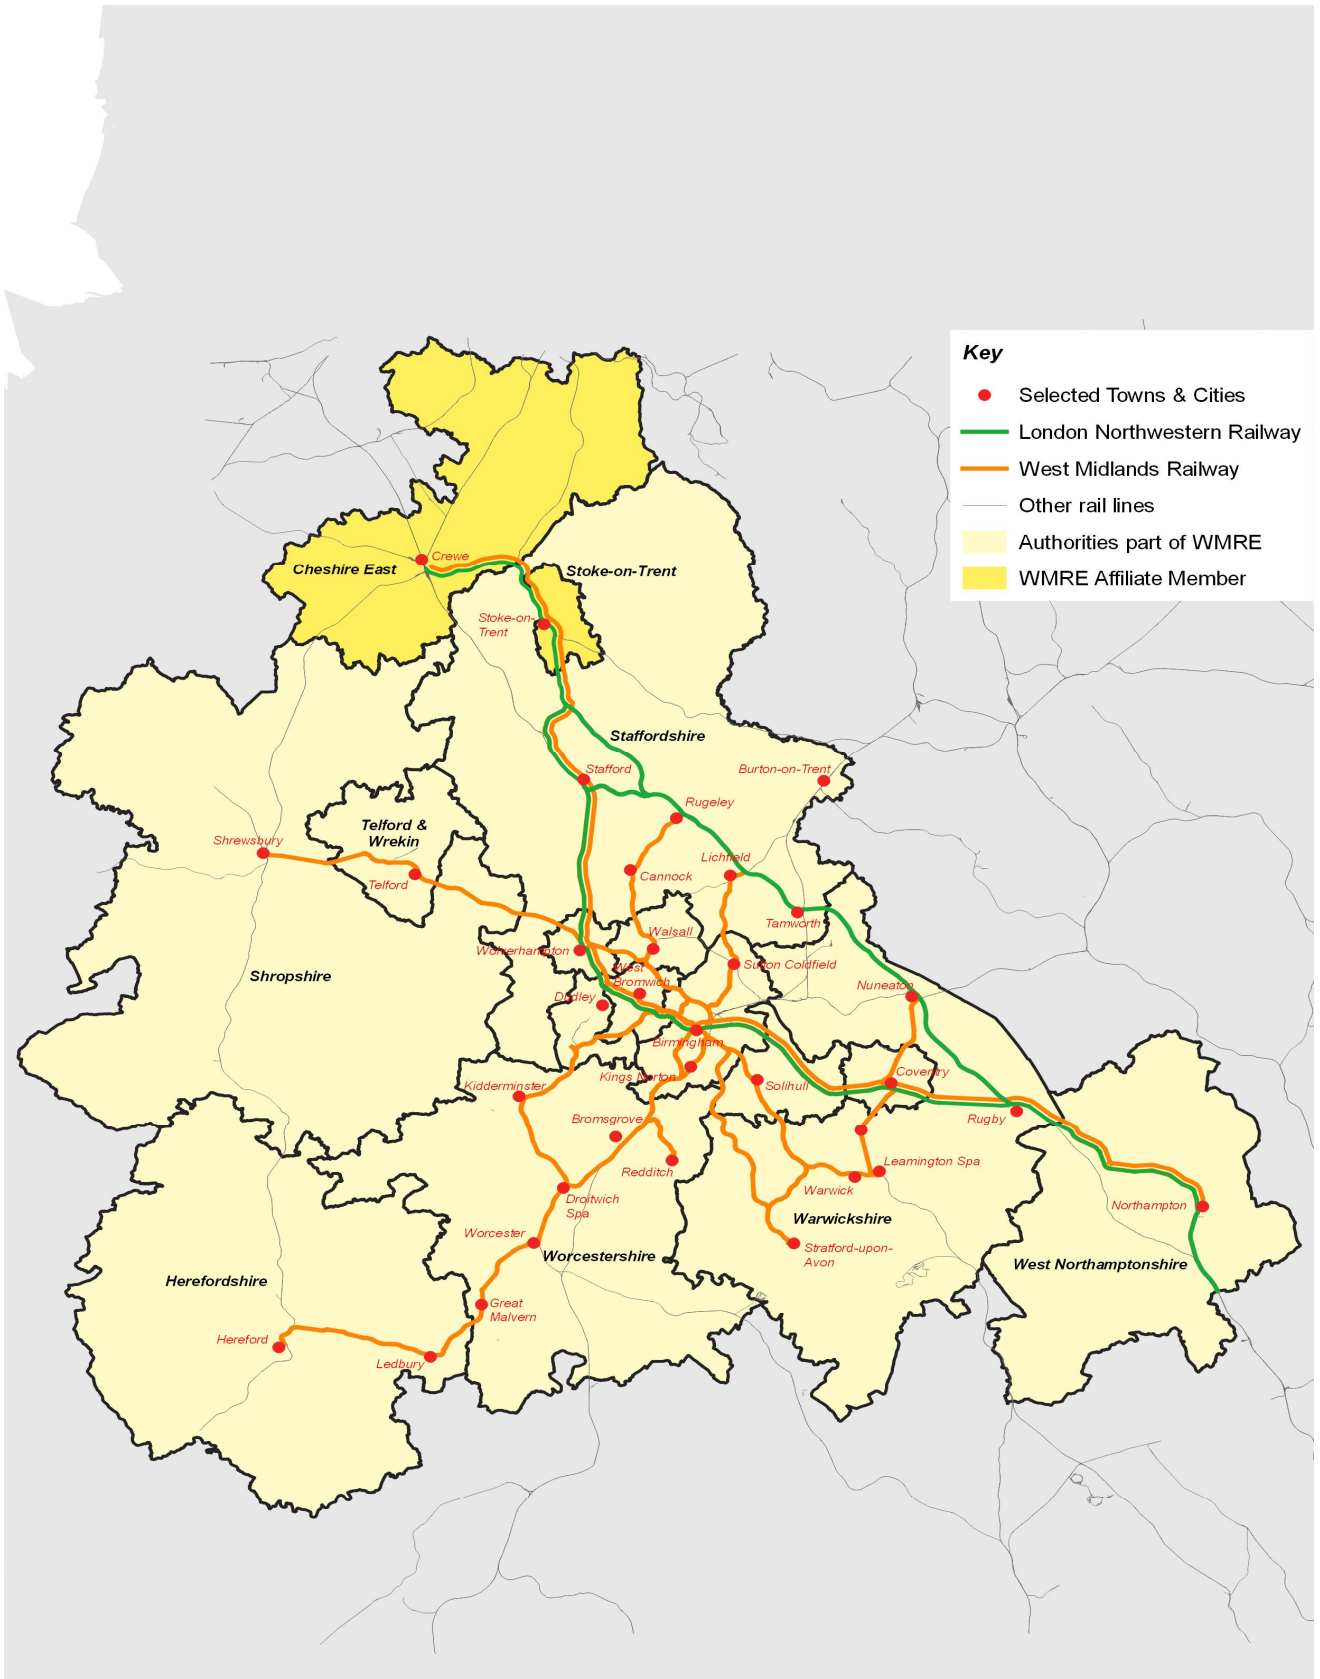 Key
Selected Towns & Cities
London Northwestern Railway
West Midlands Railway
Other rail lines
Authorities part of WMRE
WMRE Affiliate Member
Crewe
Cheshire East
Stoke-on-Trent
Stoke-on-
Trent
Staffordshire
Stafford
Burton-on-Trent
Rugeley
Telford &
Wrekin
Shrewsbury
Telford
Cannock
Lichfield
Tamworth
Walsall
Wolverhampton
West
Bromwich
Sutton Coldfield
Shropshire
Dudley
Nuneaton
Birmingham
Kings Norton
Solihull
Coventry
Kidderminster
Bromsgrove
Rugby
Redditch
Leamington Spa
Warwick
Droitwich
Spa
Northampton
Warwickshire
Worcester
Worcestershire
Stratford-upon-
Avon
West Northamptonshire
Herefordshire
Great
Malvern
Hereford
Ledbury